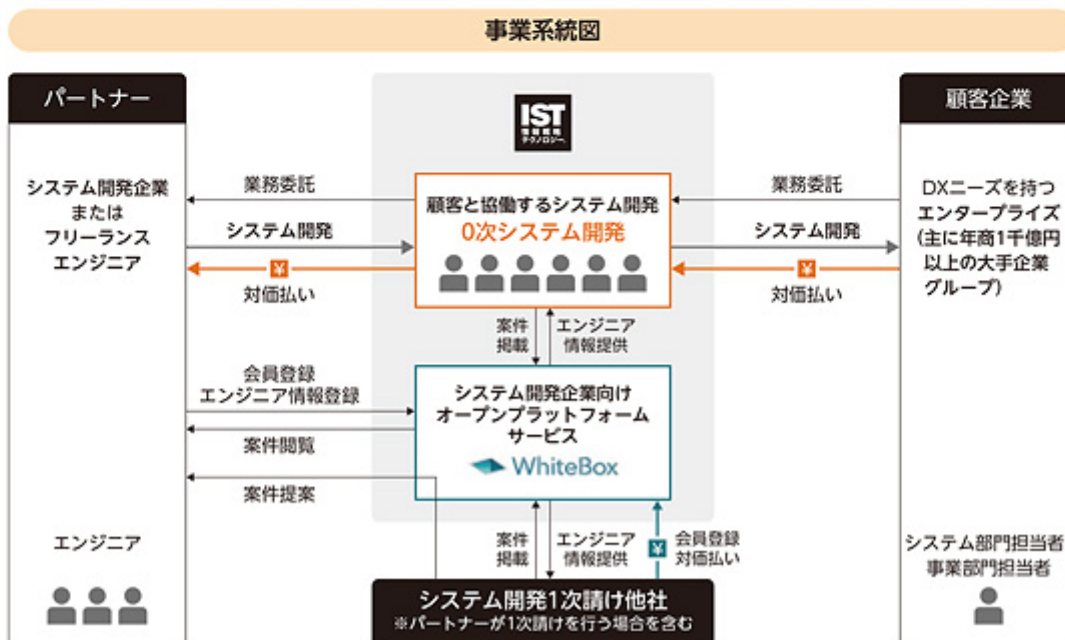 事業系統図
パートナー
システム開発企業
または
フリーランス
エンジニア
エンジニア
IST
情報戦略
テクノロジー
業務委託
システム開発
¥
対価払い
顧客と協働するシステム開発
0次システム開発
業務委託
システム開発
¥
対価払い
顧客企業
DXニーズを持つ
エンタープライズ
(主に年商1千億円
以上の大手企業
グループ)
システム部門担当者
事業部門担当者
案件
掲載
エンジニア
情報提供
会員登録
エンジニア情報登録
案件閲覧
案件提案
システム開発企業向け
オープンプラットフォーム
サービス
WhiteBox
案件
掲載
エンジニア
情報提供
¥
会員登録
対価払い
システム開発1次請け他社
※パートナーが1次請けを行う場合を含む